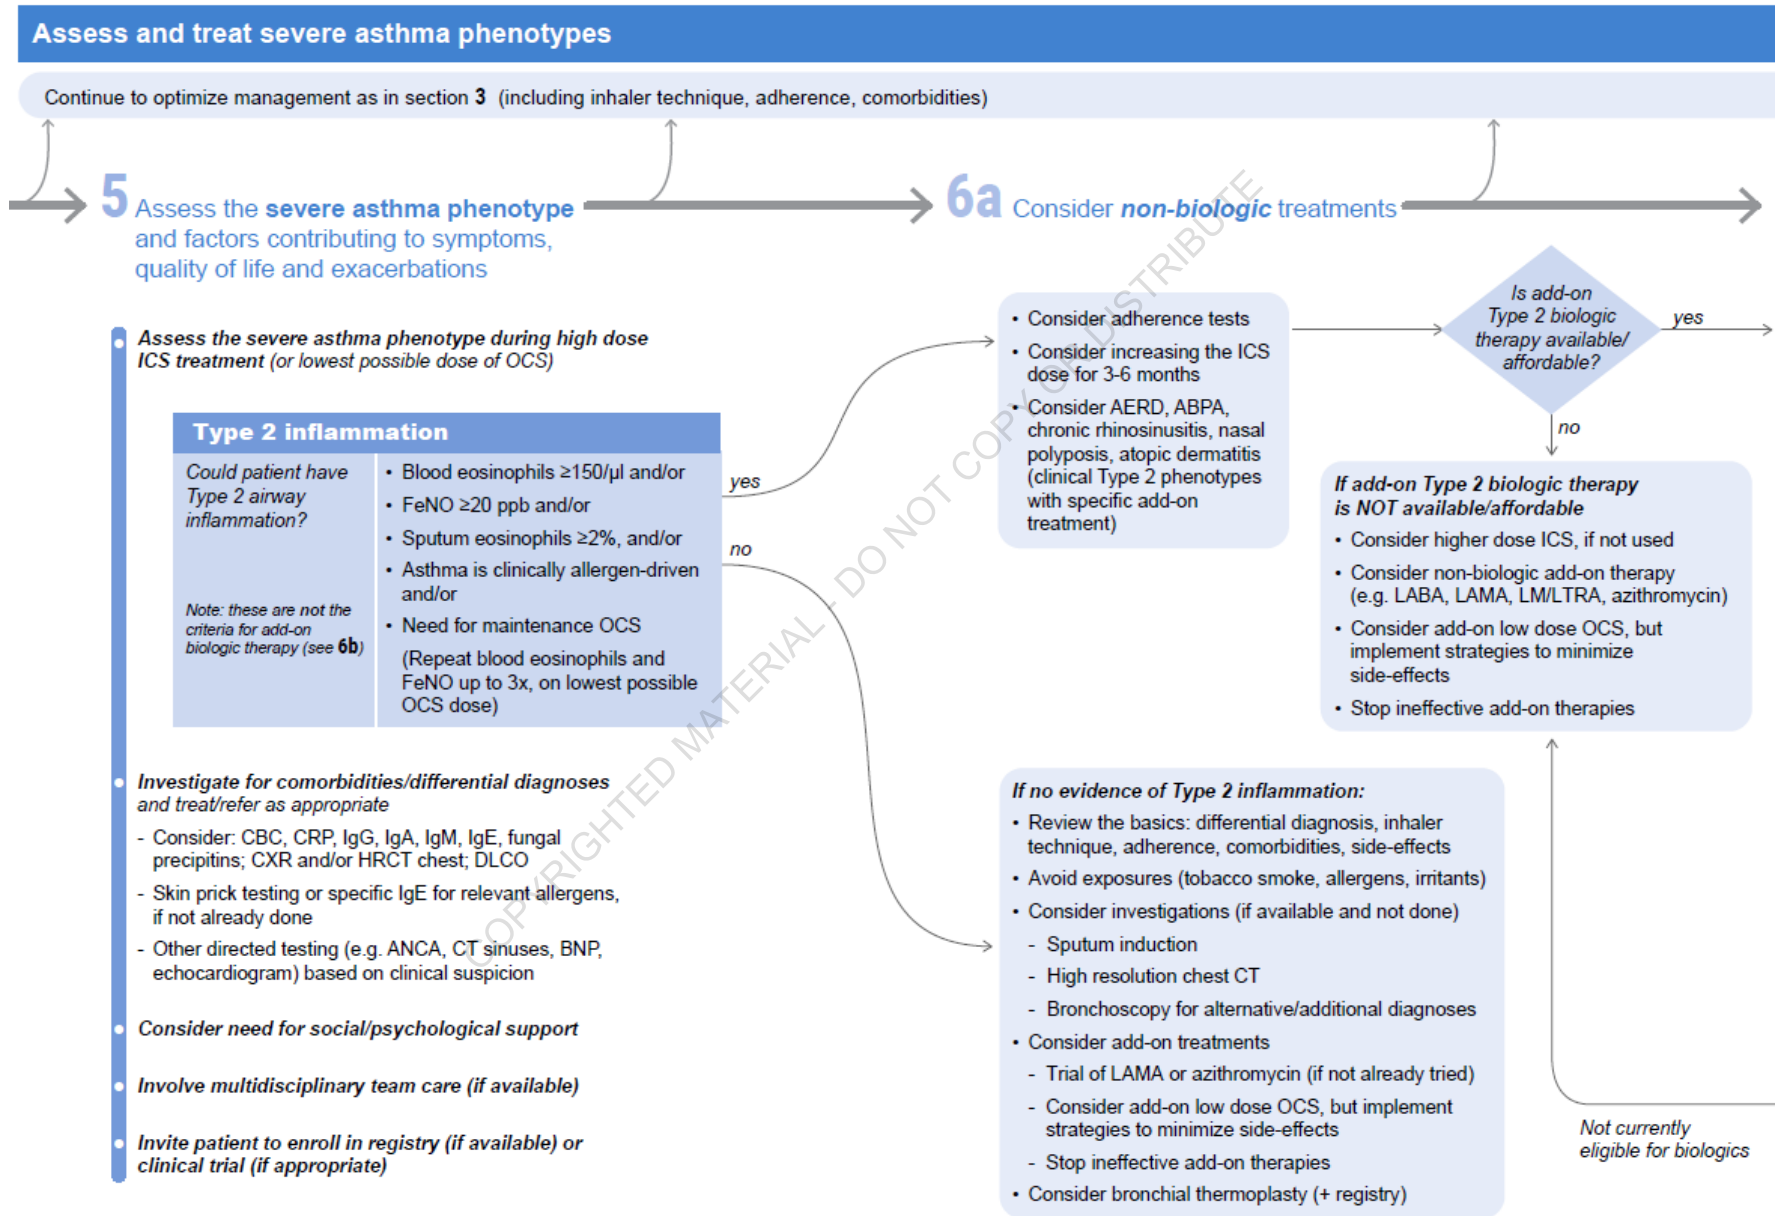 Assess and treat severe asthma phenotypes
Continue to optimize management as in section 3 (including inhaler technique, adherence, comorbidities)
5 Assess the severe asthma phenotype
and factors contributing to symptoms,
quality of life and exacerbations
• Assess the severe asthma phenotype during high dose
ICS treatment (or lowest possible dose of OCS)
Type 2 inflammation
Could patient have
Type 2 airway
inflammation?
Note: these are not the
criteria for add-on
biologic therapy (see 6b)
• Blood eosinophils ≥150/µl and/or
• FeNO ≥20 ppb and/or
• Sputum eosinophils ≥2%, and/or
• Asthma is clinically allergen-driven
and/or
• Need for maintenance OCS
(Repeat blood eosinophils and
FeNO up to 3x, on lowest possible
OCS dose)
yes
no
• Investigate for comorbidities/differential diagnoses
and treat/refer as appropriate
- Consider: CBC, CRP, IgG, IgA, IgM, IgE, fungal
precipitins; CXR and/or HRCT chest; DLCO
- Skin prick testing or specific IgE for relevant allergens,
if not already done
- Other directed testing (e.g. ANCA, CT sinuses, BNP,
echocardiogram) based on clinical suspicion
• Consider need for social/psychological support
• Involve multidisciplinary team care (if available)
• Invite patient to enroll in registry (if available) or
clinical trial (if appropriate)
6a Consider non-biologic treatments
• Consider adherence tests
• Consider increasing the ICS
dose for 3-6 months
• Consider AERD, ABPA,
chronic rhinosinusitis, nasal
polyposis, atopic dermatitis
(clinical Type 2 phenotypes
with specific add-on
treatment)
Is add-on
Type 2 biologic
therapy available/
affordable?
yes
no
If add-on Type 2 biologic therapy
is NOT available/affordable
• Consider higher dose ICS, if not used
• Consider non-biologic add-on therapy
(e.g. LABA, LAMA, LM/LTRA, azithromycin)
• Consider add-on low dose OCS, but
implement strategies to minimize
side-effects
• Stop ineffective add-on therapies
If no evidence of Type 2 inflammation:
• Review the basics: differential diagnosis, inhaler
technique, adherence, comorbidities, side-effects
• Avoid exposures (tobacco smoke, allergens, irritants)
• Consider investigations (if available and not done)
- Sputum induction
- High resolution chest CT
- Bronchoscopy for alternative/additional diagnoses
• Consider add-on treatments
- Trial of LAMA or azithromycin (if not already tried)
- Consider add-on low dose OCS, but implement
strategies to minimize side-effects
- Stop ineffective add-on therapies
• Consider bronchial thermoplasty (+ registry)
Not currently
eligible for biologics
COPYRIGHTED MATERIAL - DO NOT COPY OR DISTRIBUTE